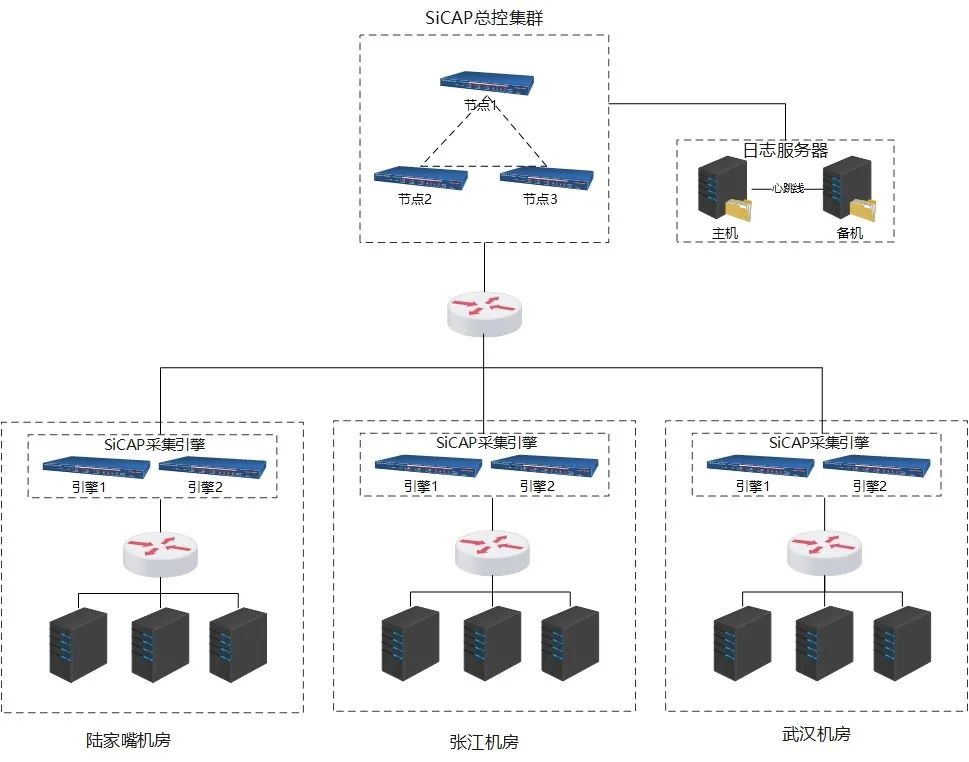 SiCAP总控集群
节点1
节点2
节点3
日志服务器
心跳线
主机
备机
SiCAP采集引擎
引擎1
引擎2
陆家嘴机房
SiCAP采集引擎
引擎1
引擎2
张江机房
SiCAP采集引擎
引擎1
引擎2
武汉机房